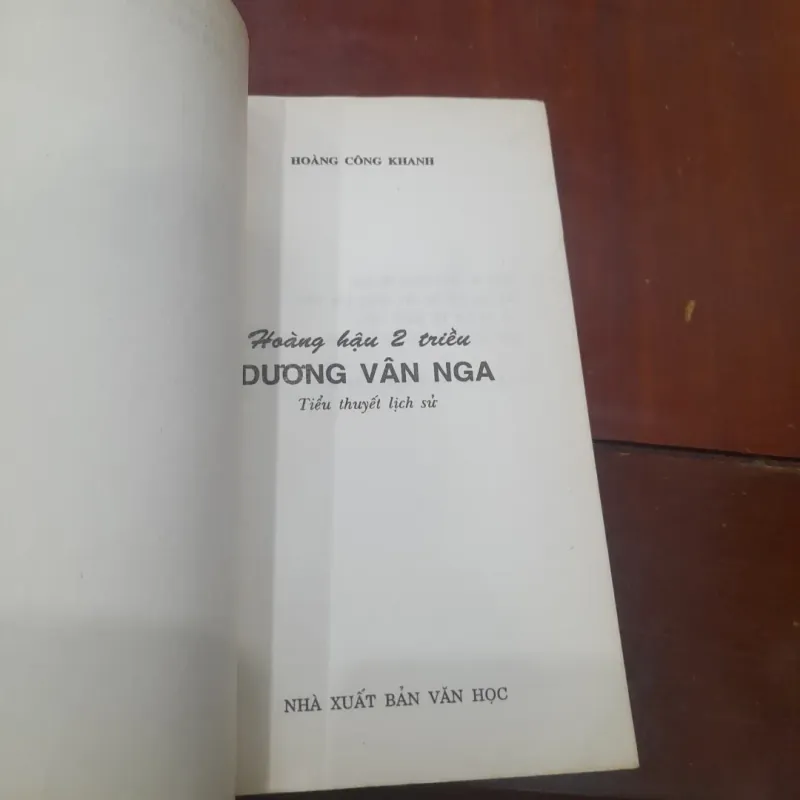 HOÀNG CÔNG KHANH
Hoàng hậu 2 triều
DƯƠNG VÂN NGA
Tiểu thuyết lịch sử
NHÀ XUẤT BẢN VĂN HỌC